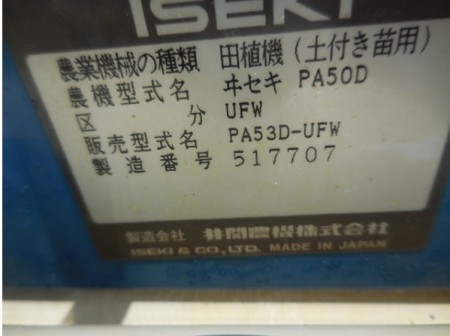 ISEKI
農業機械の種類 田植機(土付き苗用)
農機型式名 ヰセキ PA50D
区分 UFW
販売型式名 PA53D-UFW
製造番号 517707
製造会社 井関農機株式会社
ISEKI & CO., LTD. MADE IN JAPAN